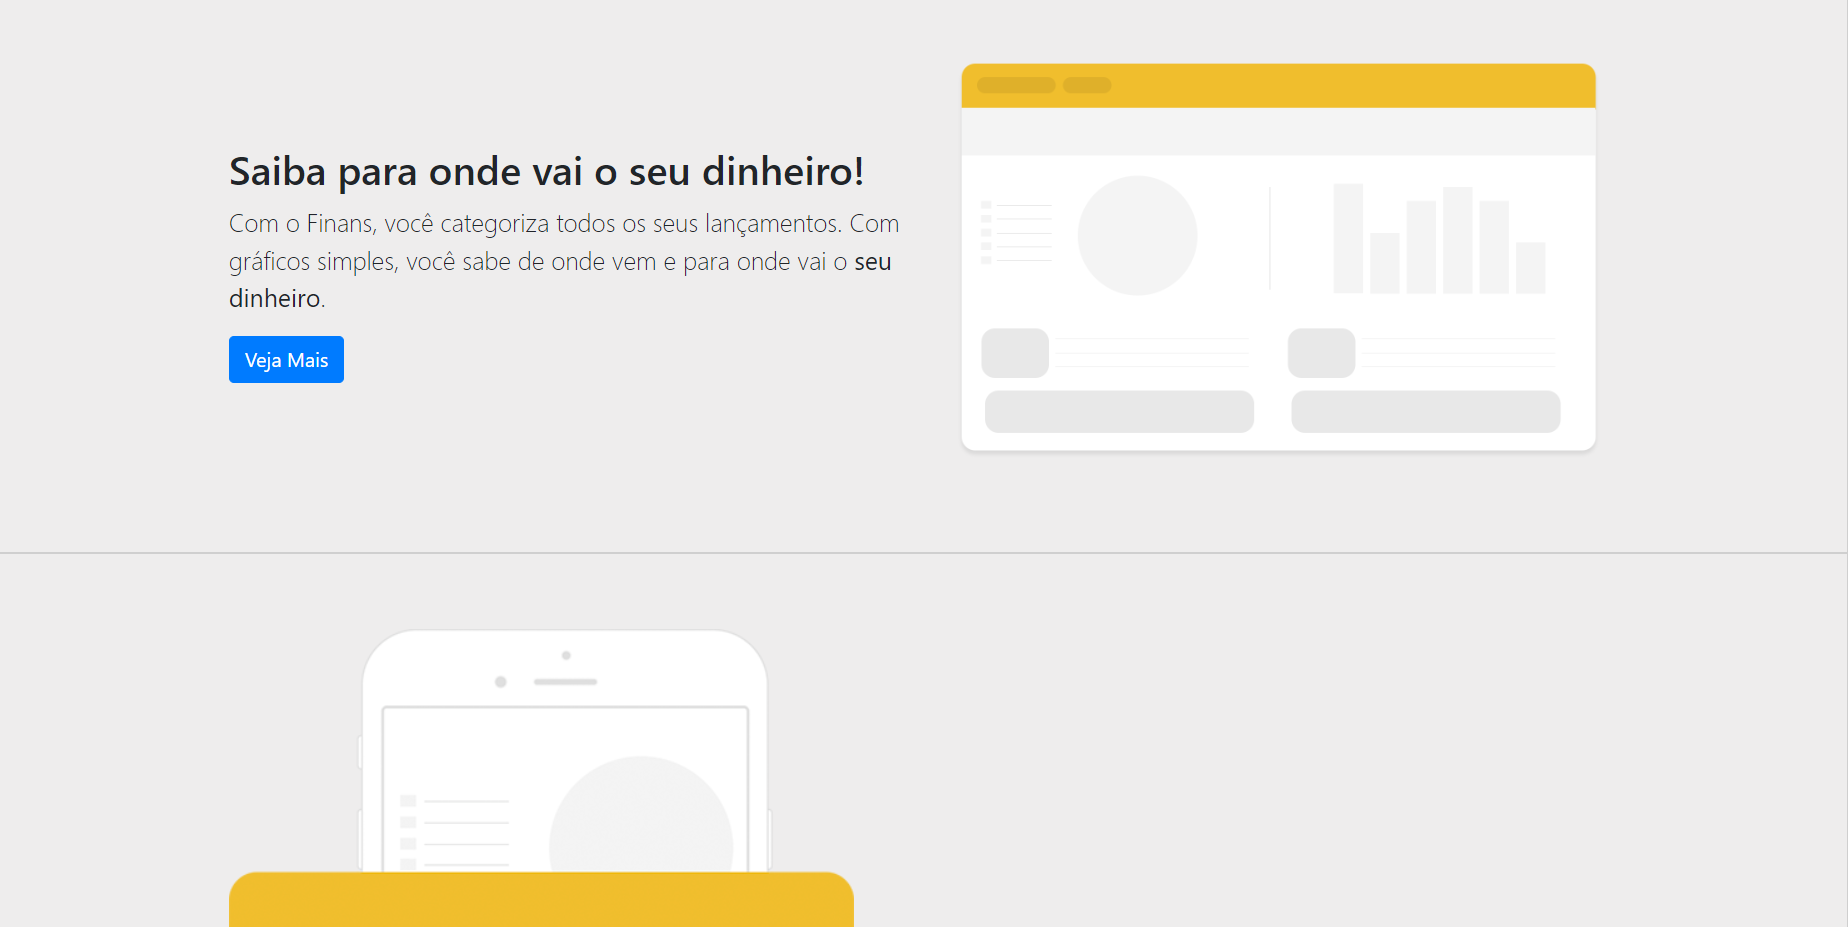 Saiba para onde vai o seu dinheiro!
Com o Finans, você categoriza todos os seus lançamentos. Com
gráficos simples, você sabe de onde vem e para onde vai o seu
dinheiro.
Veja Mais